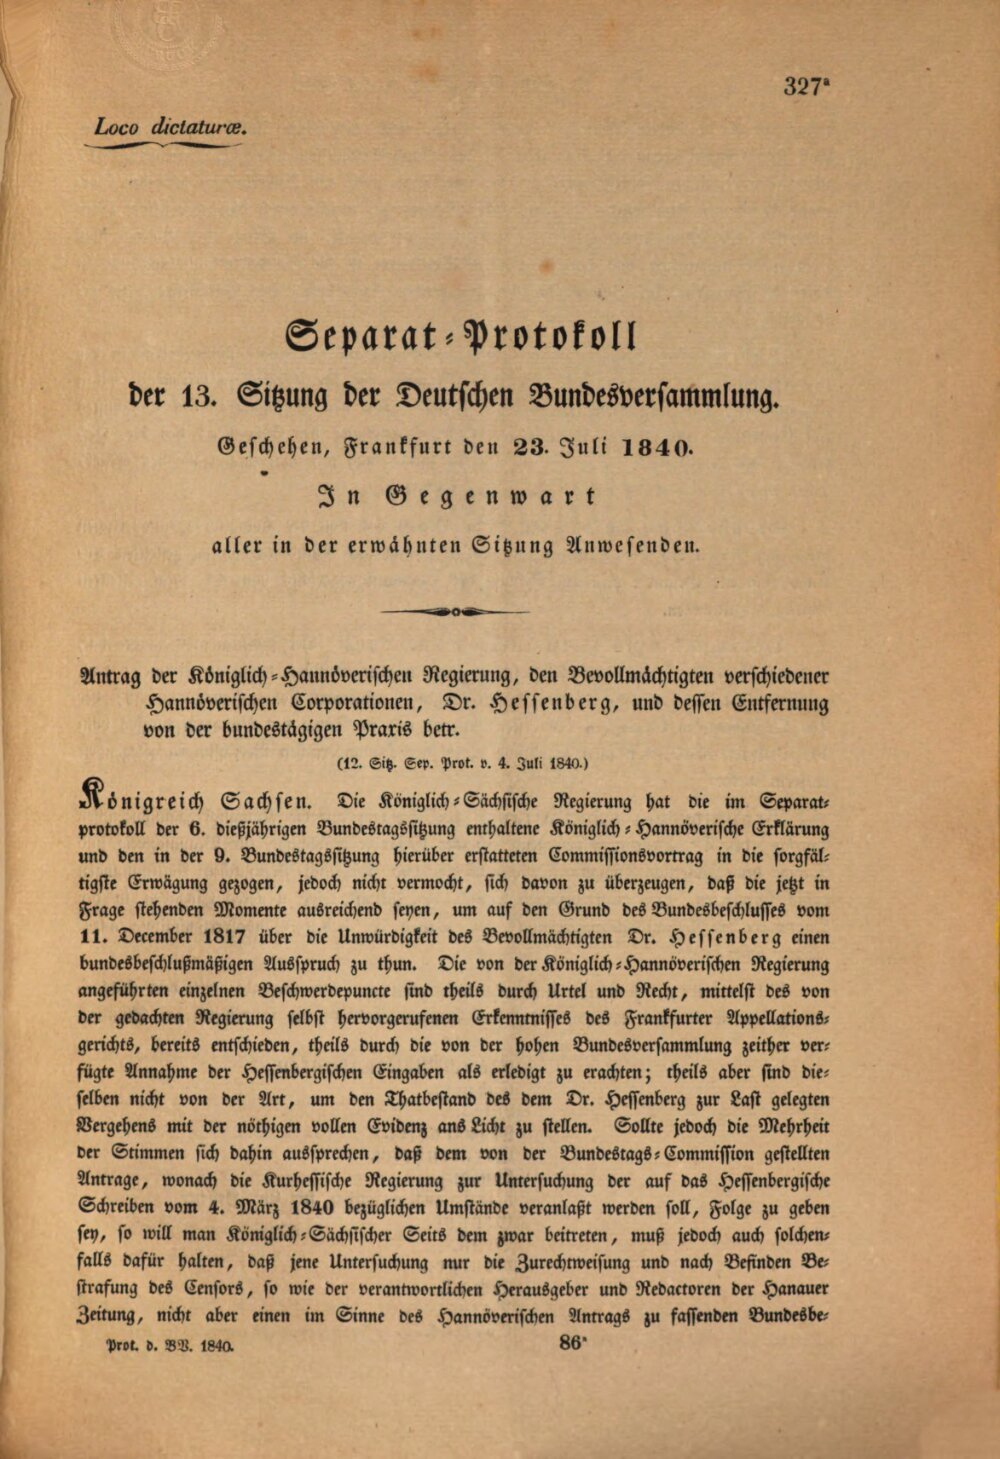 327ª
Loco dictaturæ.
Separat-Protokoll
der 13. Sitzung der Deutschen Bundesversammlung.
Geschehen, Frankfurt den 23. Juli 1840.
In Gegenwart
aller in der erwähnten Sitzung Anwesenden.
Antrag der Königlich-Hannöverischen Regierung, den Bevollmächtigten verschiedener
Hannöverischen Corporationen, Dr. Hessenberg, und dessen Entfernung
von der bundestägigen Praxis betr.
(12. Sitz. Sep. Prot. v. 4. Juli 1840.)
Königreich Sachsen. Die Königlich-Sächsische Regierung hat die im Separat-
protokoll der 6. dießjährigen Bundestagssitzung enthaltene Königlich-Hannöverische Erklärung
und den in der 9. Bundestagssitzung hierüber erstatteten Commissionsvortrag in die sorgfäl-
tigste Erwägung gezogen, jedoch nicht vermocht, sich davon zu überzeugen, daß die jetzt in
Frage stehenden Momente ausreichend seyen, um auf den Grund des Bundesbeschlusses vom
11. December 1817 über die Unwürdigkeit des Bevollmächtigten Dr. Hessenberg einen
bundesbeschlußmäßigen Ausspruch zu thun. Die von der Königlich-Hannöverischen Regierung
angeführten einzelnen Beschwerdepuncte sind theils durch Urtel und Recht, mittelst des von
der gedachten Regierung selbst hervorgerufenen Erkenntnisses des Frankfurter Appellations-
gerichts, bereits entschieden, theils durch die von der hohen Bundesversammlung zeither ver-
fügte Annahme der Hessenbergischen Eingaben als erledigt zu erachten; theils aber sind die-
selben nicht von der Art, um den Thatbestand des dem Dr. Hessenberg zur Last gelegten
Vergehens mit der nöthigen vollen Evidenz ans Licht zu stellen. Sollte jedoch die Mehrheit
der Stimmen sich dahin aussprechen, daß dem von der Bundestags-Commission gestellten
Antrage, wonach die Kurhessische Regierung zur Untersuchung der auf das Hessenbergische
Schreiben vom 4. März 1840 bezüglichen Umstände veranlaßt werden soll, Folge zu geben
sey, so will man Königlich-Sächsischer Seits dem zwar beitreten, muß jedoch auch solchen-
falls dafür halten, daß jene Untersuchung nur die Zurechtweisung und nach Befinden Be-
strafung des Censors, so wie der verantwortlichen Herausgeber und Redactoren der Hanauer
Zeitung, nicht aber einen im Sinne des Hannöverischen Antrags zu fassenden Bundesbe-
Prot. d. BV. 1840.
86ª